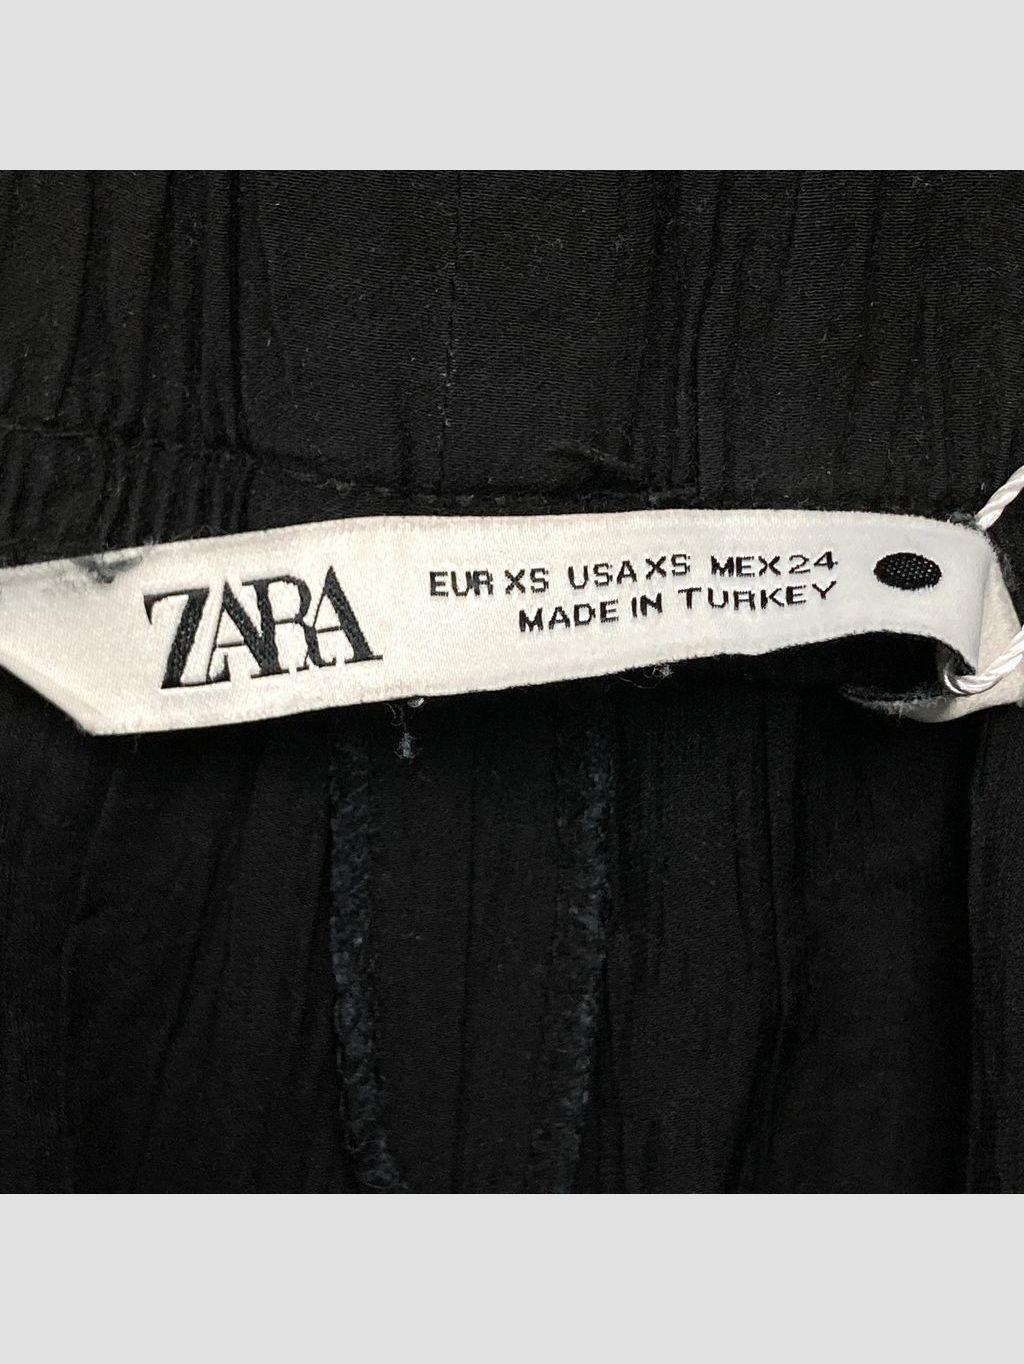 ZARA
EUR XS USA XS MEX 24
MADE IN TURKEY